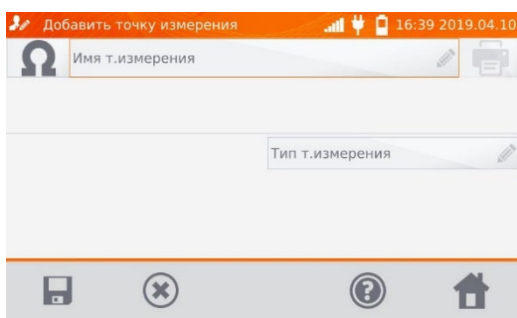 Добавить точку измерения 16:39 2019.04.10
Имя т.измерения
Тип т.измерения